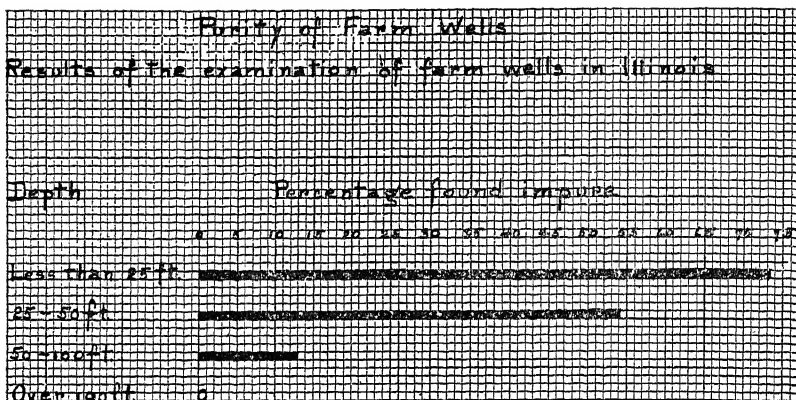 Purity of Farm Wells
Results of the examination of farm wells in Illinois
Depth Percentage found impure
0 5 10 15 20 25 30 35 40 45 50 55 60 65 70 75
Less than 25 ft.
25-50 ft.
50-100 ft.
Over 100 ft. 0